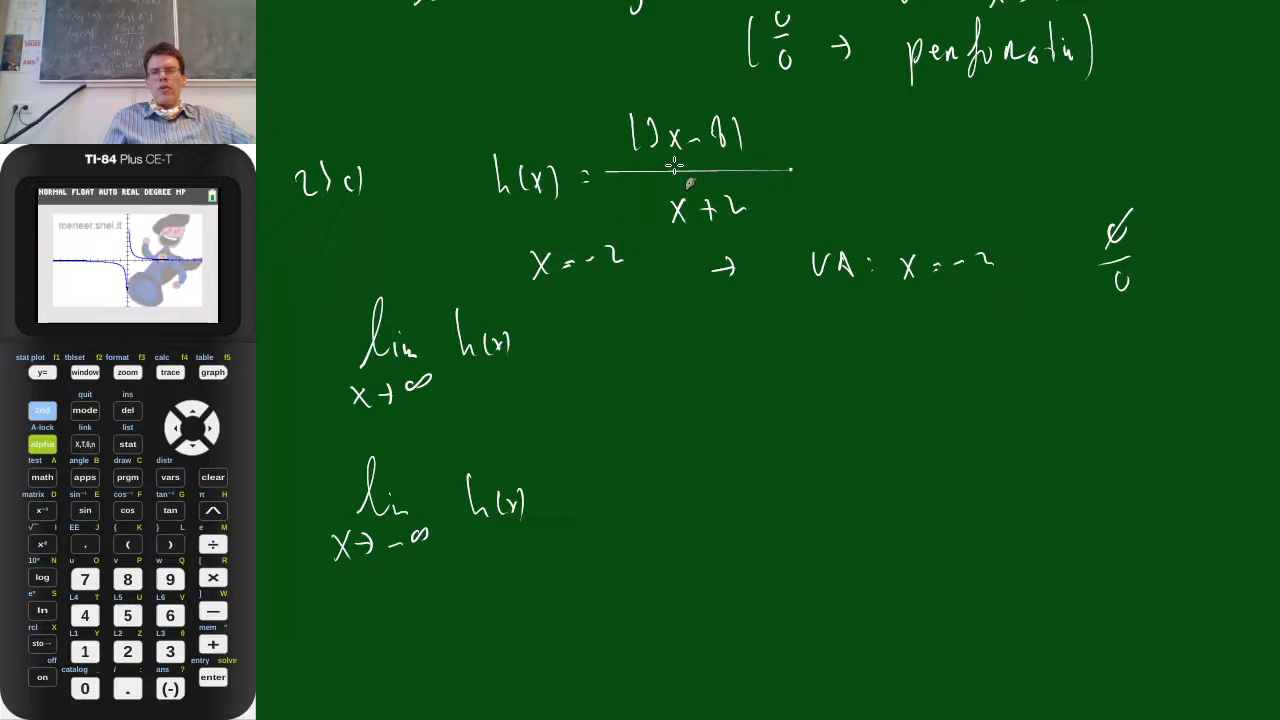 (0/0 → perforatie)
2) c) h(x) = |3x-8| / x+2
x = -2 → VA: x = -2 0/0
lim h(x)
x→∞
lim h(x)
x→-∞
TI-84 Plus CE-T
NORMAL FLOAT AUTO REAL DEGREE MP
meneer.snel.it
stat plot f1 tblset f2 format f3 calc f4 table f5
y= window zoom trace graph
quit ins
2nd mode del
A-lock link list
alpha X,T,θ,n stat
test A angle B draw C distr
math apps prgm vars clear
matrix D sin⁻¹ E cos⁻¹ F tan⁻¹ G π H
x⁻¹ sin cos tan ^
√ I EE J { K } L e M
x² , ( ) ÷
10ˣ N u O v P w Q [ R
log 7 8 9 ×
eˣ S L4 T L5 U L6 V ] W
ln 4 5 6 —
rcl X L1 Y L2 Z L3 θ mem "
sto→ 1 2 3 +
off catalog _ i : ans ? entry solve
on 0 . (-) enter